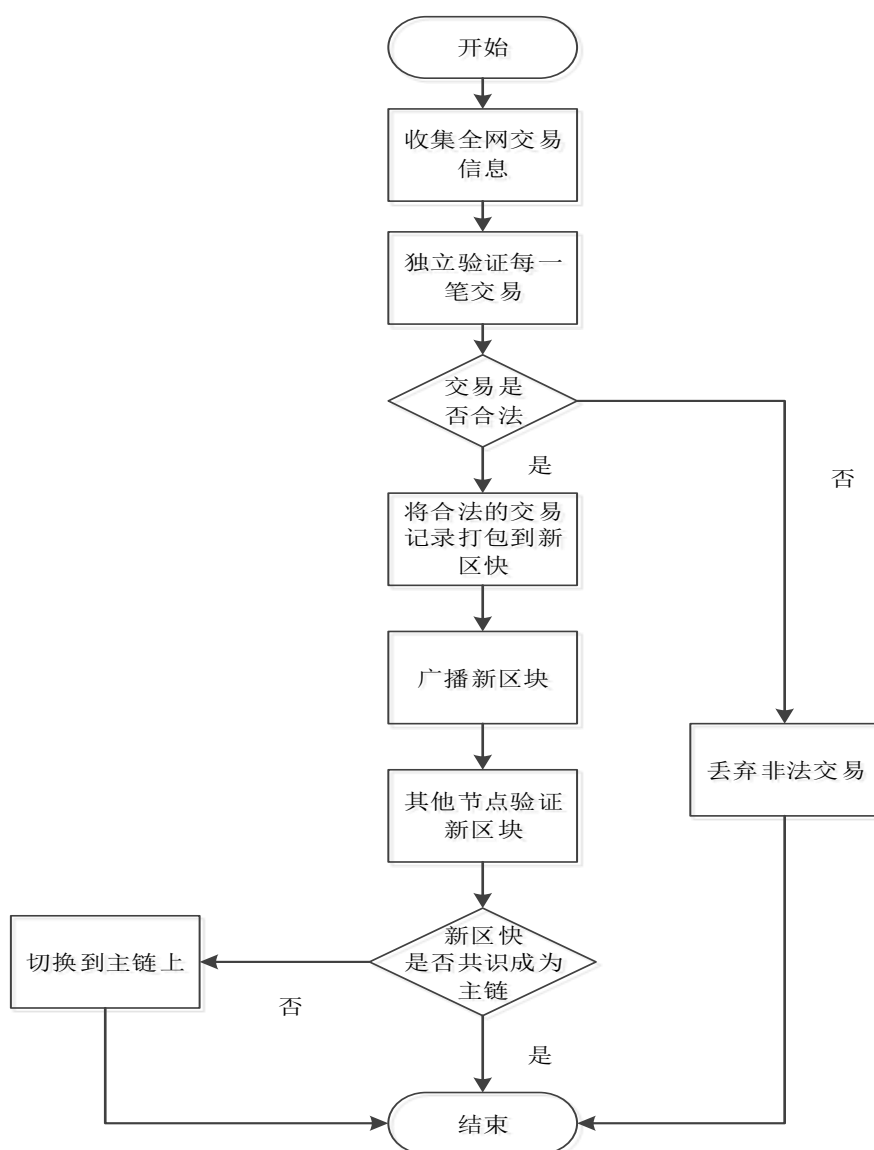 开始
收集全网交易
信息
独立验证每一
笔交易
交易是
否合法
是
否
将合法的交易
记录打包到新
区快
广播新区块
丢弃非法交易
其他节点验证
新区块
新区快
是否共识成为
主链
切换到主链上
否
是
结束